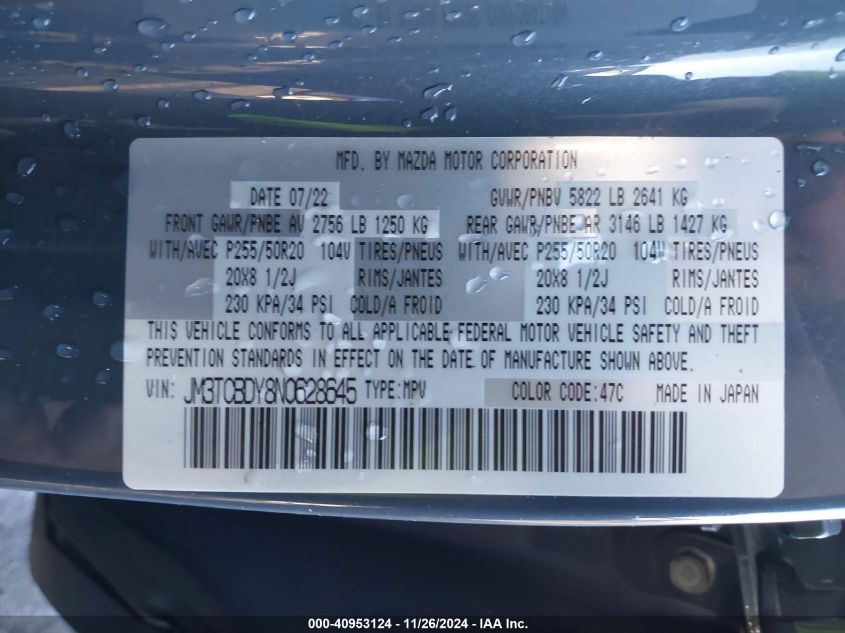 MFD. BY MAZDA MOTOR CORPORATION
DATE 07/22 GVWR/PNBV 5822 LB 2641 KG
FRONT GAWR/PNBE AV 2756 LB 1250 KG REAR GAWR/PNBE AR 3146 LB 1427 KG
WITH/AVEC P255/50R20 104V TIRES/PNEUS WITH/AVEC P255/50R20 104V TIRES/PNEUS
20X8 1/2J RIMS/JANTES 20X8 1/2J RIMS/JANTES
230 KPA/34 PSI COLD/A FROID 230 KPA/34 PSI COLD/A FROID
THIS VEHICLE CONFORMS TO ALL APPLICABLE FEDERAL MOTOR VEHICLE SAFETY AND THEFT
PREVENTION STANDARDS IN EFFECT ON THE DATE OF MANUFACTURE SHOWN ABOVE.
VIN: JM3TCBDY8N0628645 TYPE:MPV COLOR CODE:47C MADE IN JAPAN
000-40953124 - 11/26/2024 - IAA Inc.